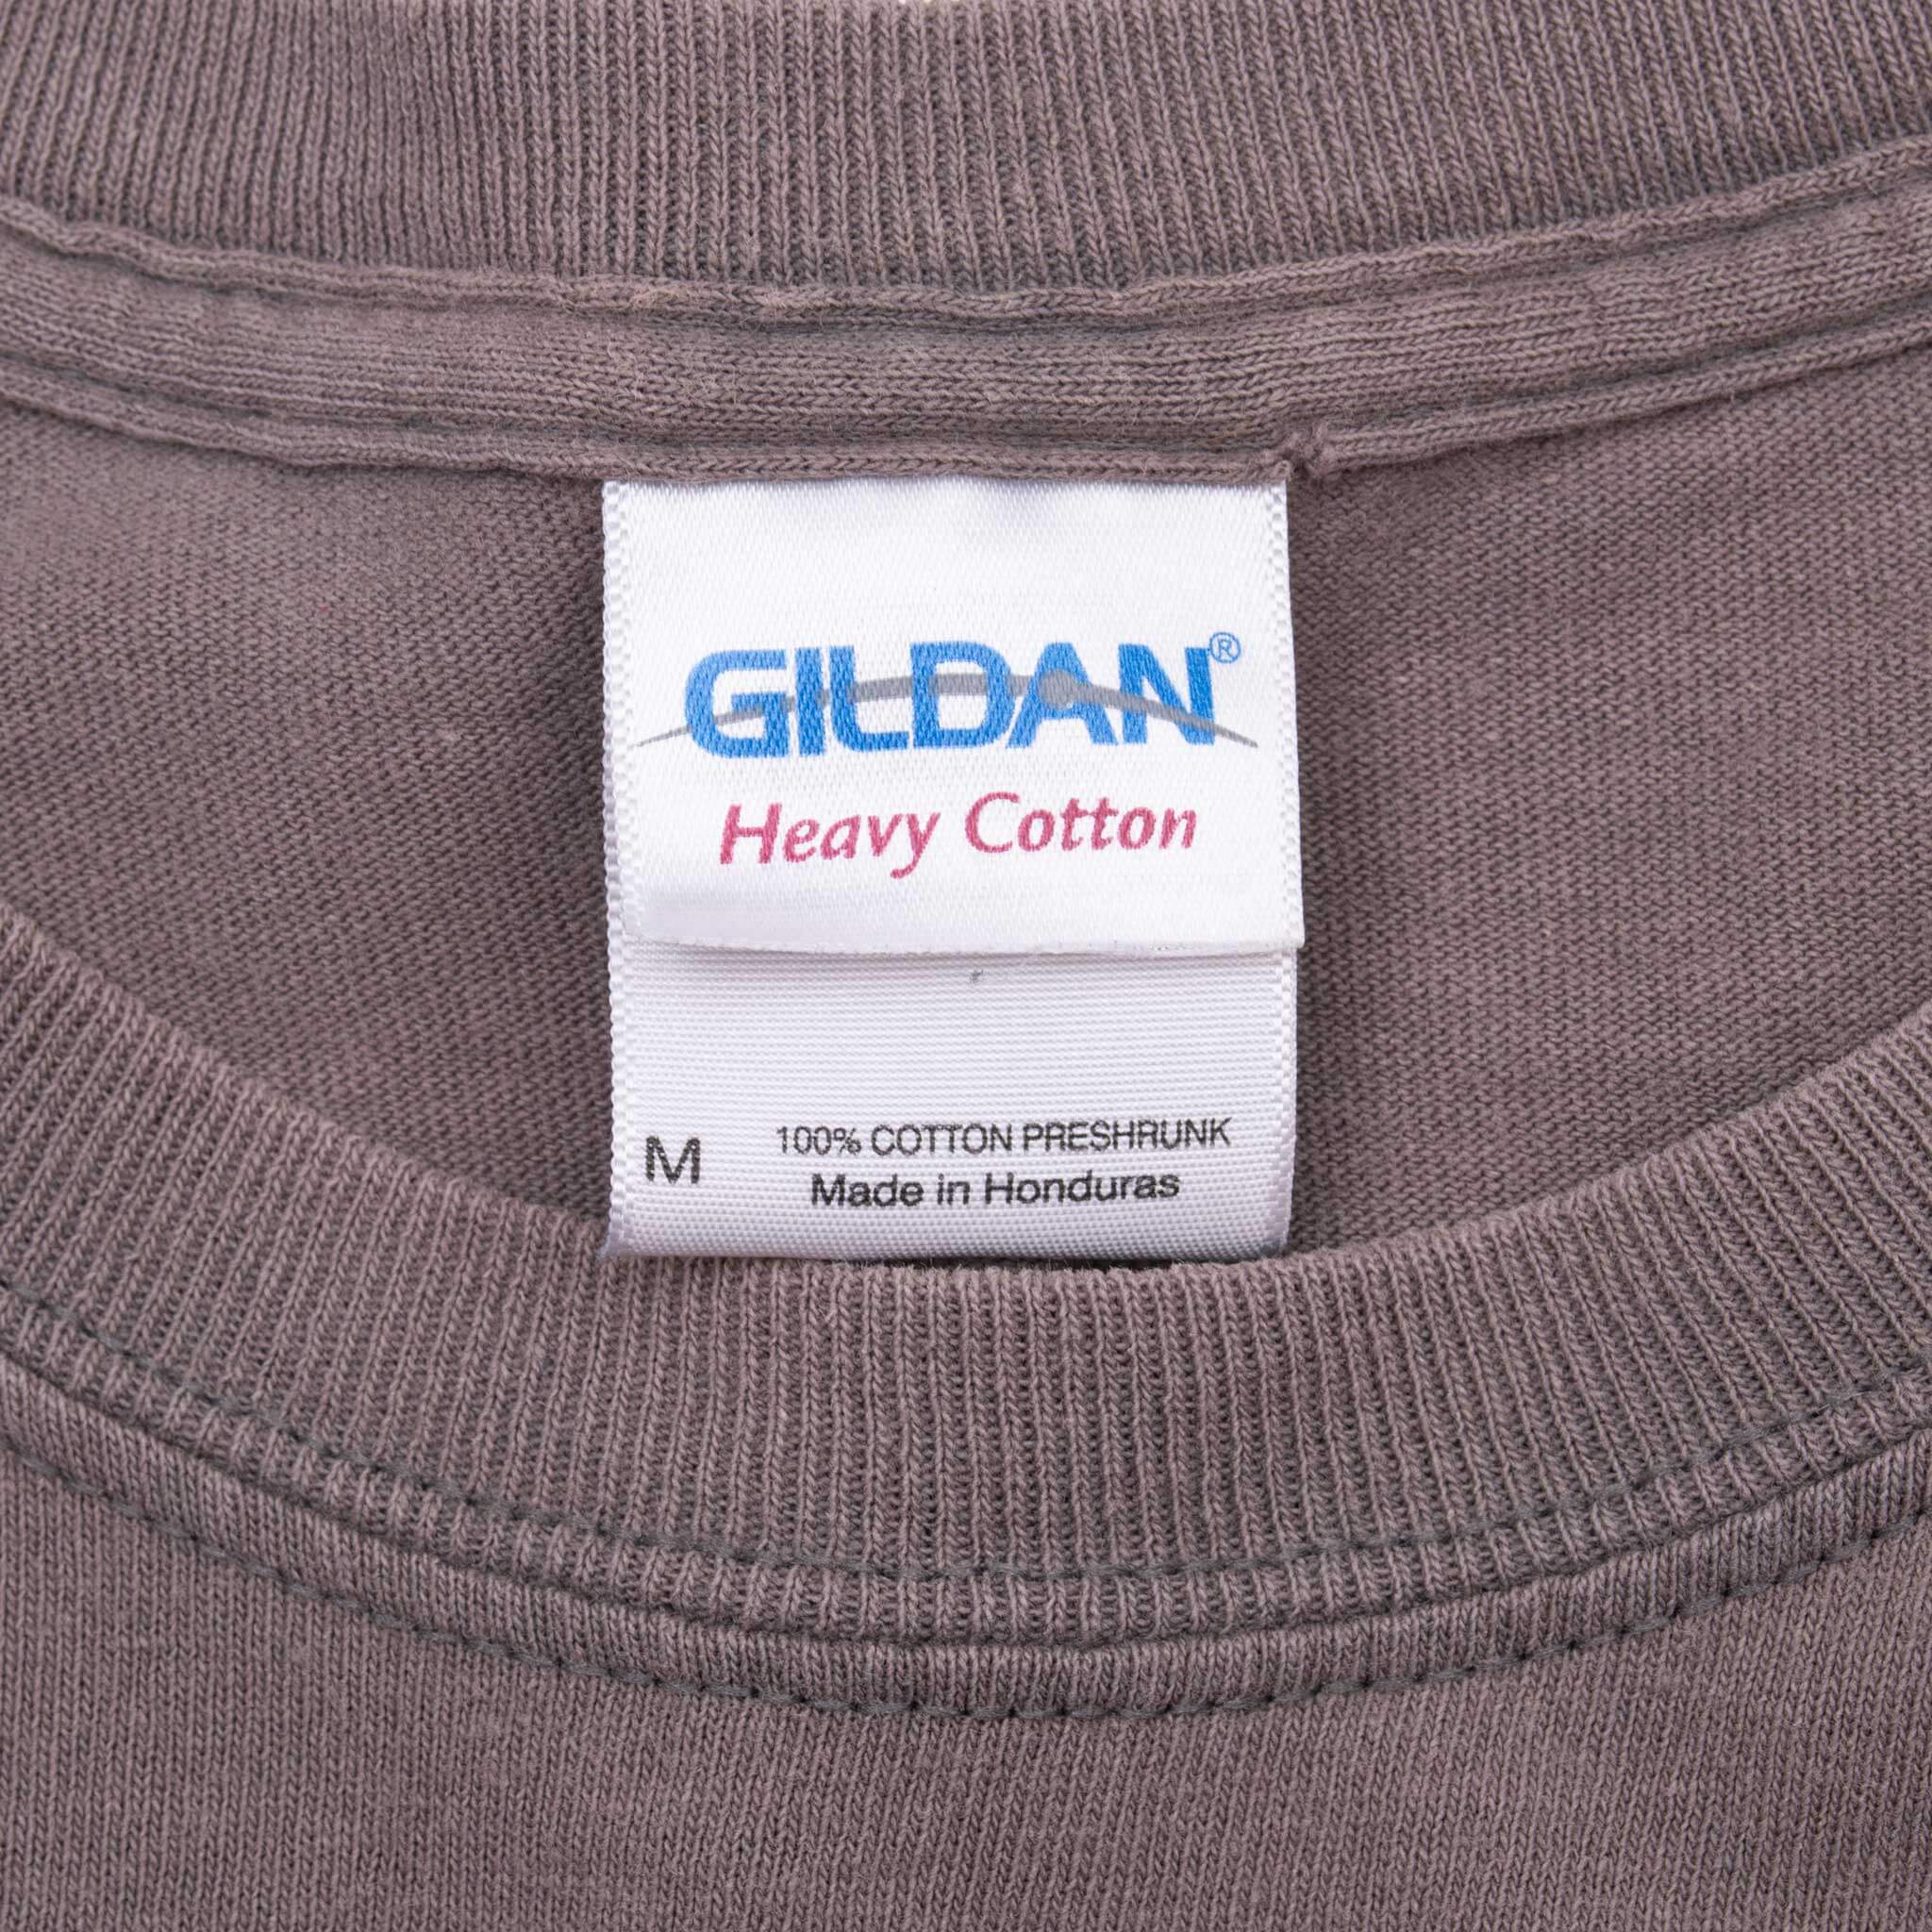 GILDAN®
Heavy Cotton
M
100% COTTON PRESHRUNK
Made in Honduras